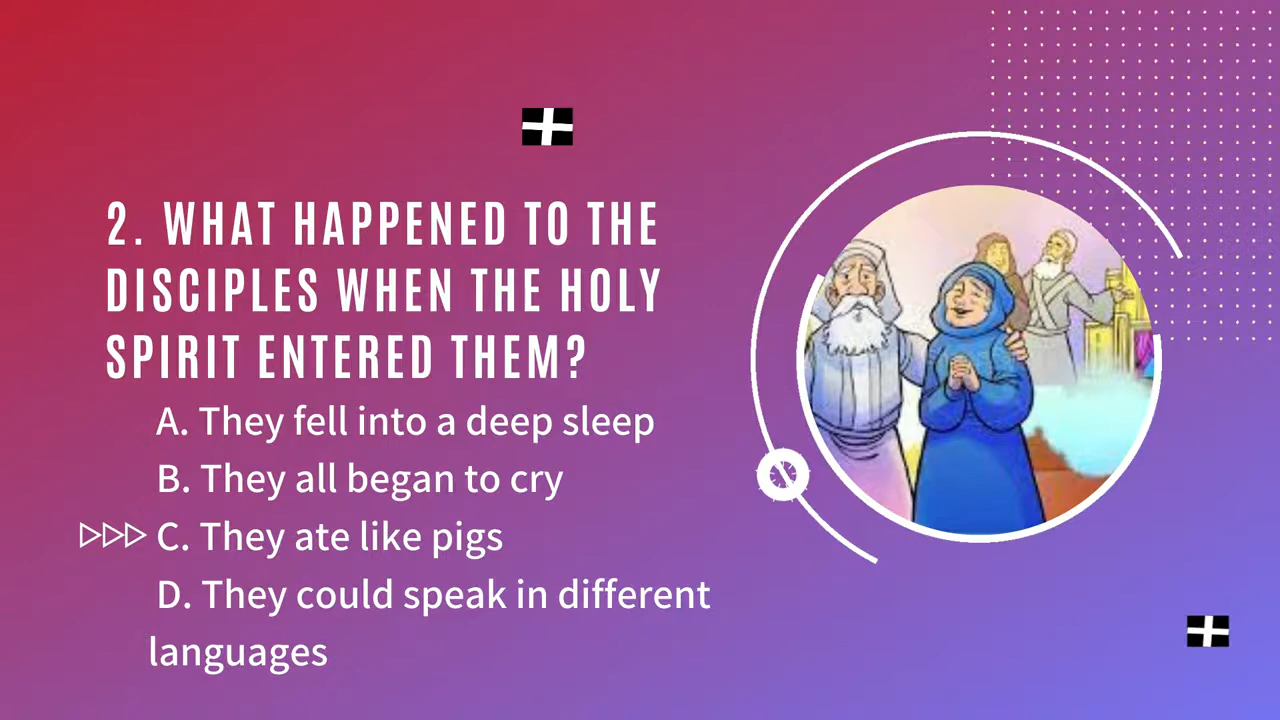 2. WHAT HAPPENED TO THE
DISCIPLES WHEN THE HOLY
SPIRIT ENTERED THEM?
A. They fell into a deep sleep
B. They all began to cry
C. They ate like pigs
D. They could speak in different
languages